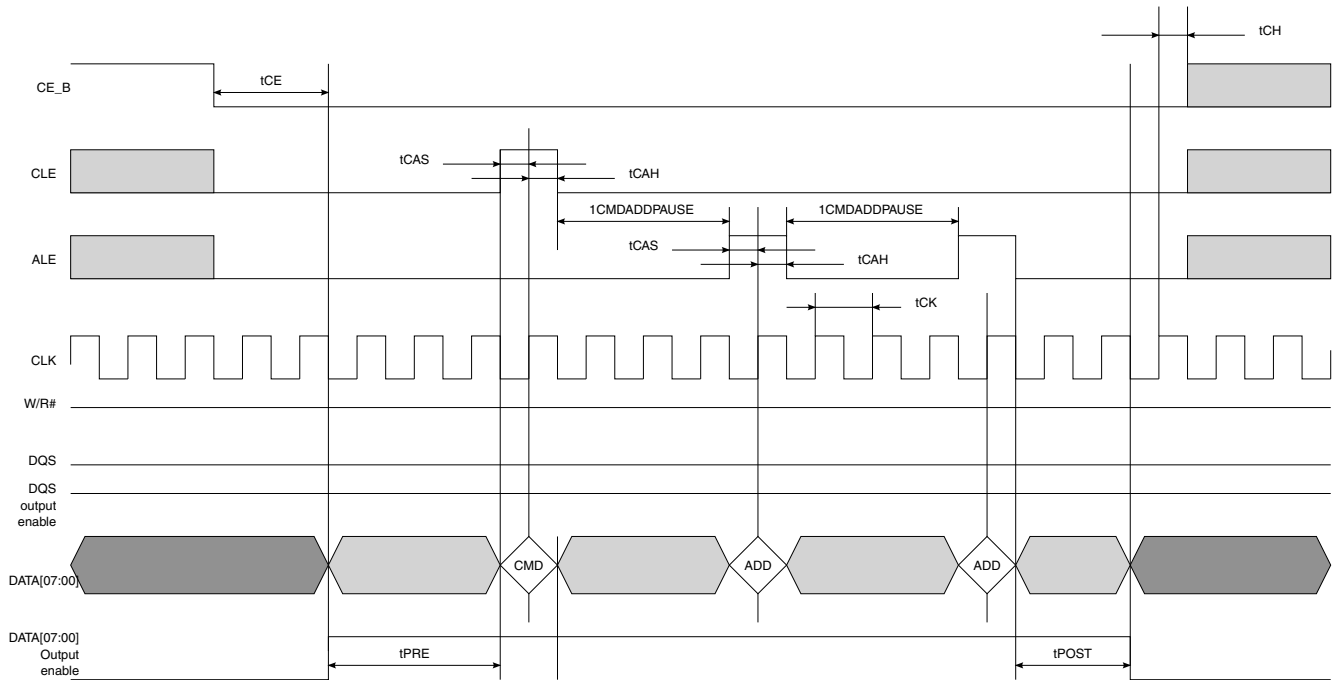 tCH
CE_B
tCE
CLE
tCAS
tCAH
1CMDADDPAUSE
1CMDADDPAUSE
ALE
tCAS
tCAH
tCK
CLK
W/R#
DQS
DQS
output
enable
DATA[07:00]
CMD
ADD
ADD
DATA[07:00]
Output
enable
tPRE
tPOST